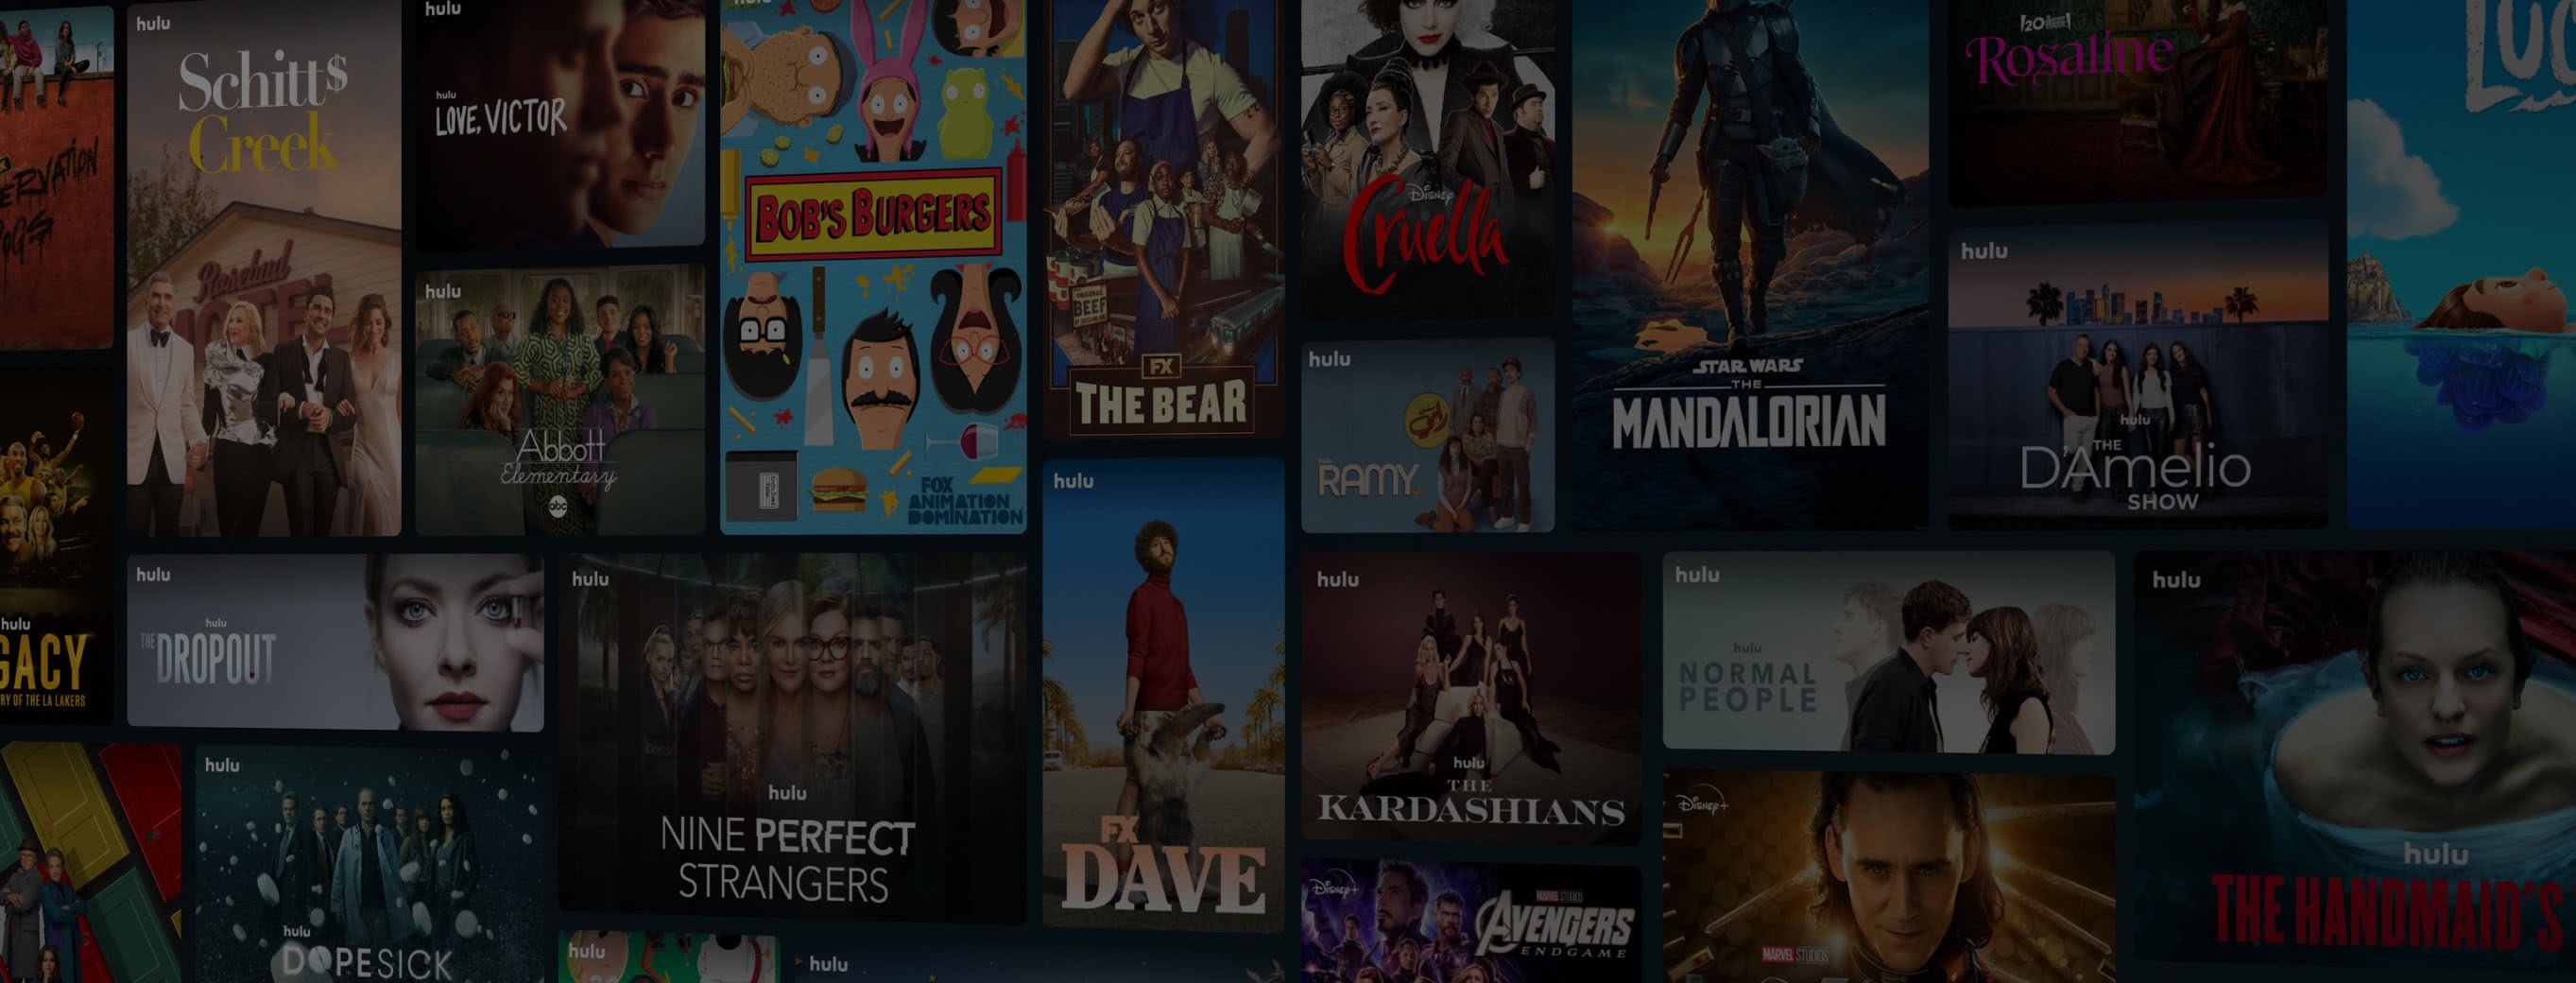 ERVATION
OGS
hulu
GACY
RY OF THE LA LAKERS
hulu
Schitt$
Creek
Rosebud
MOTEL
hulu
hulu
LOVE, VICTOR
hulu
Abbott
Elementary
abc
hulu
BOB'S BURGERS
FOX
ANIMATION
DOMINATION
ORIGINAL
BEEF
FX
THE BEAR
DISNEY
Cruella
hulu
hulu
RAMY
STAR WARS
THE
MANDALORIAN
20
Rosaline
hulu
hulu
THE
D'Amelio
SHOW
LUC
hulu
hulu
THE DROPOUT
hulu
hulu
NINE PERFECT
STRANGERS
hulu
FX
DAVE
hulu
hulu
THE
KARDASHIANS
hulu
hulu
NORMAL
PEOPLE
hulu
hulu
THE HANDMAID'S
hulu
hulu
DOPESICK
hulu
hulu
Disney+
MARVEL STUDIOS
AVENGERS
ENDGAME
Disney+
MARVEL STUDIOS